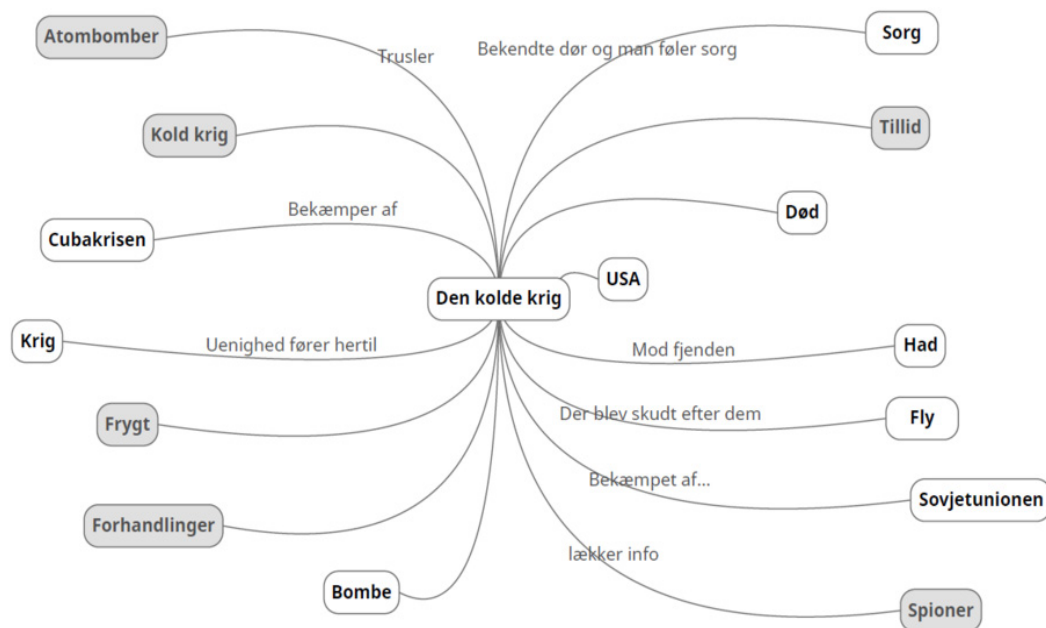 Atombomber
Trusler
Bekendte dør og man føler sorg
Sorg
Kold krig
Tillid
Bekæmper af
Død
Cubakrisen
USA
Den kolde krig
Krig
Uenighed fører hertil
Mod fjenden
Had
Frygt
Der blev skudt efter dem
Fly
Bekæmpet af...
Sovjetunionen
Forhandlinger
lækker info
Bombe
Spioner